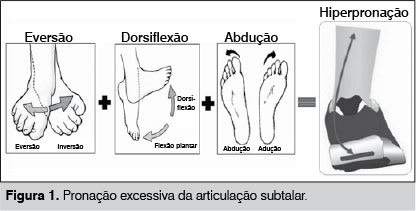 Eversão
Dorsiflexão
Abdução
Hiperpronação
Eversão
Inversão
Dorsi-
flexão
Flexão plantar
Abdução
Adução
Figura 1. Pronação excessiva da articulação subtalar.